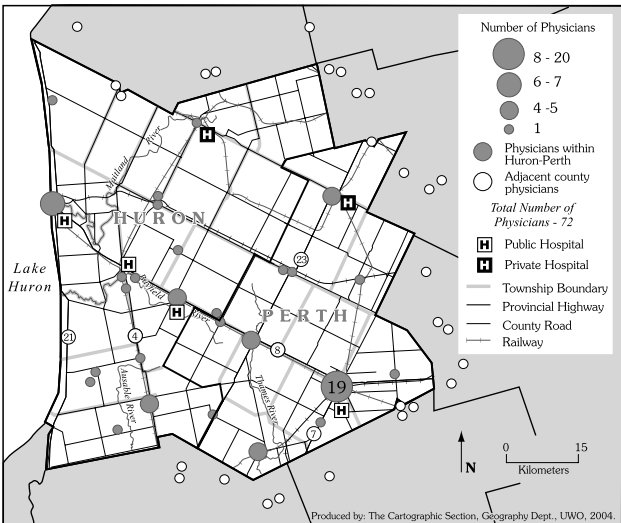 Number of Physicians
8 - 20
6 - 7
4 -5
1
Physicians within
Huron-Perth
Adjacent county
physicians
Total Number of
Physicians - 72
H Public Hospital
H Private Hospital
Township Boundary
Provincial Highway
County Road
Railway
H
Maitland
River
H
H
HURON
Lake
Huron
H
23
Bayfield
River
H
PERTH
21
4
8
Ausable River
Thames River
19
H
7
N
0 15
Kilometers
Produced by: The Cartographic Section, Geography Dept., UWO, 2004.